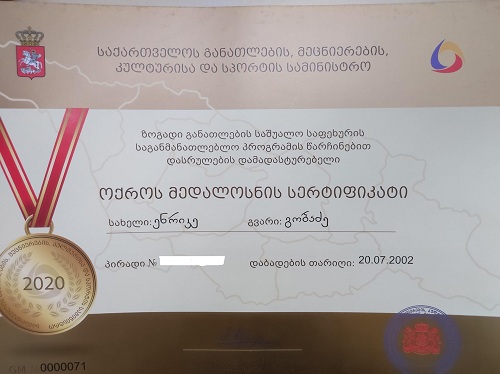 საქართველოს განათლების, მეცნიერების,
კულტურისა და სპორტის სამინისტრო
ზოგადი განათლების საშუალო საფეხურის
საგანმანათლებლო პროგრამის წარჩინებით
დასრულების დამადასტურებელი
ოქროს მედალოსნის სერტიფიკატი
სახელი: ენრიკე გვარი: გობაძე
პირადი № დაბადების თარიღი: 20.07.2002
2020
0000071